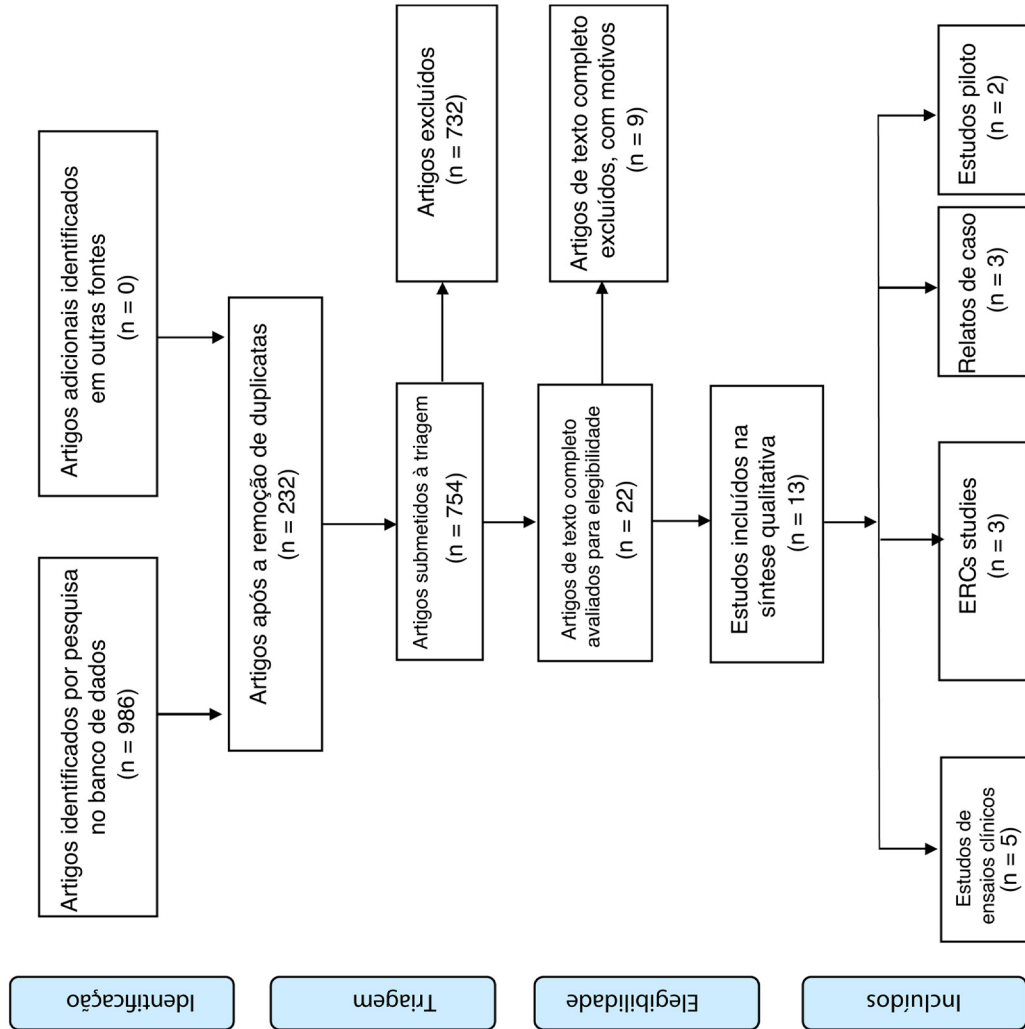 Identificação
Artigos identificados por pesquisa
no banco de dados
(n = 986)
Artigos adicionais identificados
em outras fontes
(n = 0)
Artigos após a remoção de duplicatas
(n = 232)
Triagem
Artigos submetidos à triagem
(n = 754)
Artigos excluídos
(n = 732)
Elegibilidade
Artigos de texto completo
avaliados para elegibilidade
(n = 22)
Artigos de texto completo
excluídos, com motivos
(n = 9)
Estudos incluídos na
síntese qualitativa
(n = 13)
Incluídos
Estudos de
ensaios clínicos
(n = 5)
ERCs studies
(n = 3)
Relatos de caso
(n = 3)
Estudos piloto
(n = 2)